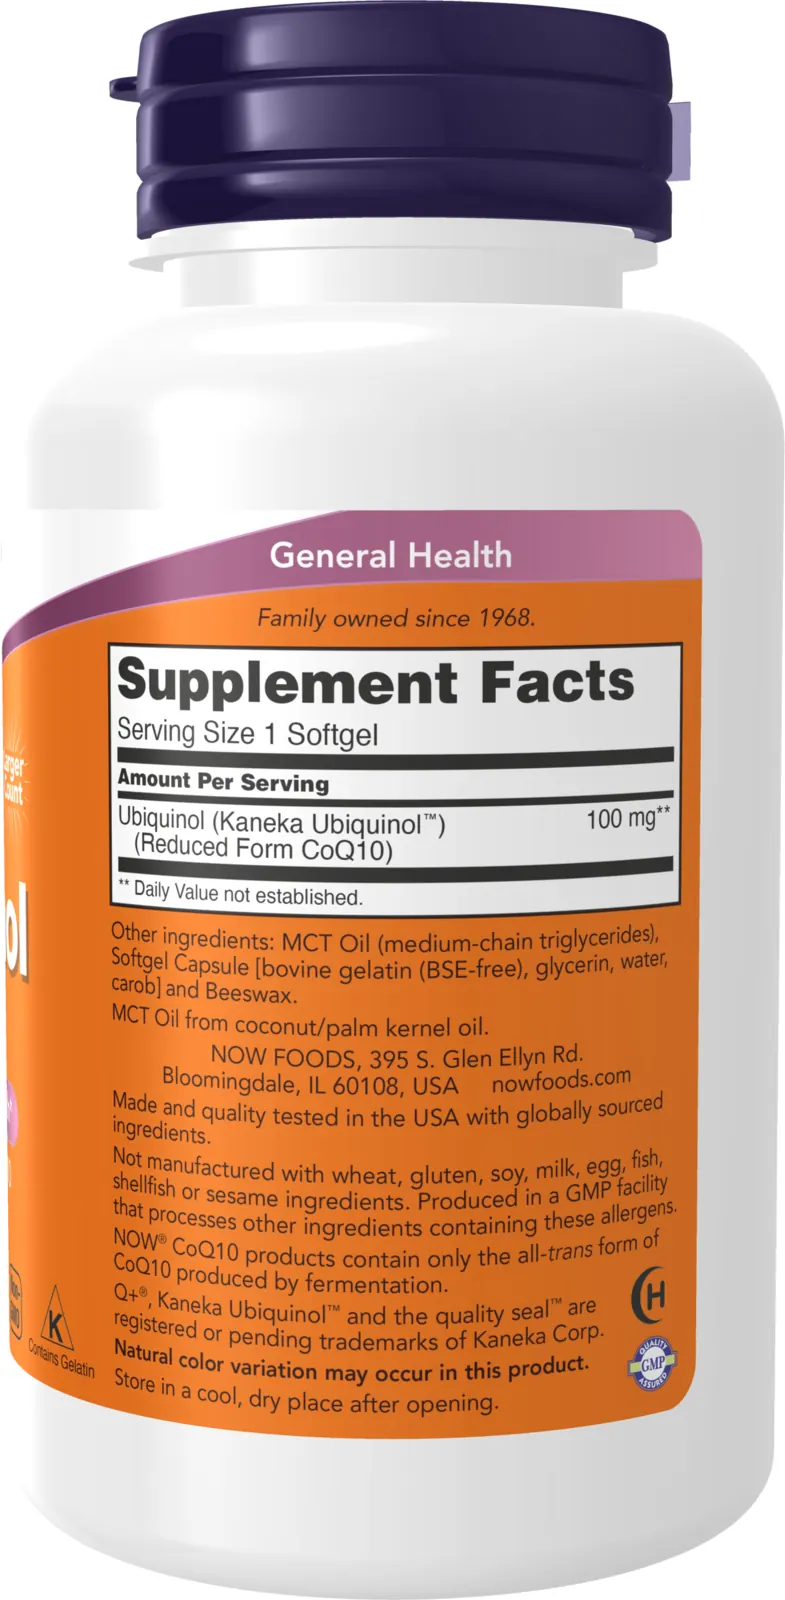 General Health
Family owned since 1968.
Supplement Facts
Serving Size 1 Softgel
Amount Per Serving
Ubiquinol (Kaneka Ubiquinol™) 100 mg**
(Reduced Form CoQ10)
** Daily Value not established.
Other ingredients: MCT Oil (medium-chain triglycerides),
Softgel Capsule [bovine gelatin (BSE-free), glycerin, water,
carob] and Beeswax.
MCT Oil from coconut/palm kernel oil.
NOW FOODS, 395 S. Glen Ellyn Rd.
Bloomingdale, IL 60108, USA nowfoods.com
Made and quality tested in the USA with globally sourced
ingredients.
Not manufactured with wheat, gluten, soy, milk, egg, fish,
shellfish or sesame ingredients. Produced in a GMP facility
that processes other ingredients containing these allergens.
NOW® CoQ10 products contain only the all-trans form of
CoQ10 produced by fermentation.
Q+®, Kaneka Ubiquinol™ and the quality seal™ are
registered or pending trademarks of Kaneka Corp.
Natural color variation may occur in this product.
Store in a cool, dry place after opening.
CH
QUALITY
GMP
ASSURED
Count
ol
Non-
GMO
K
Contains Gelatin